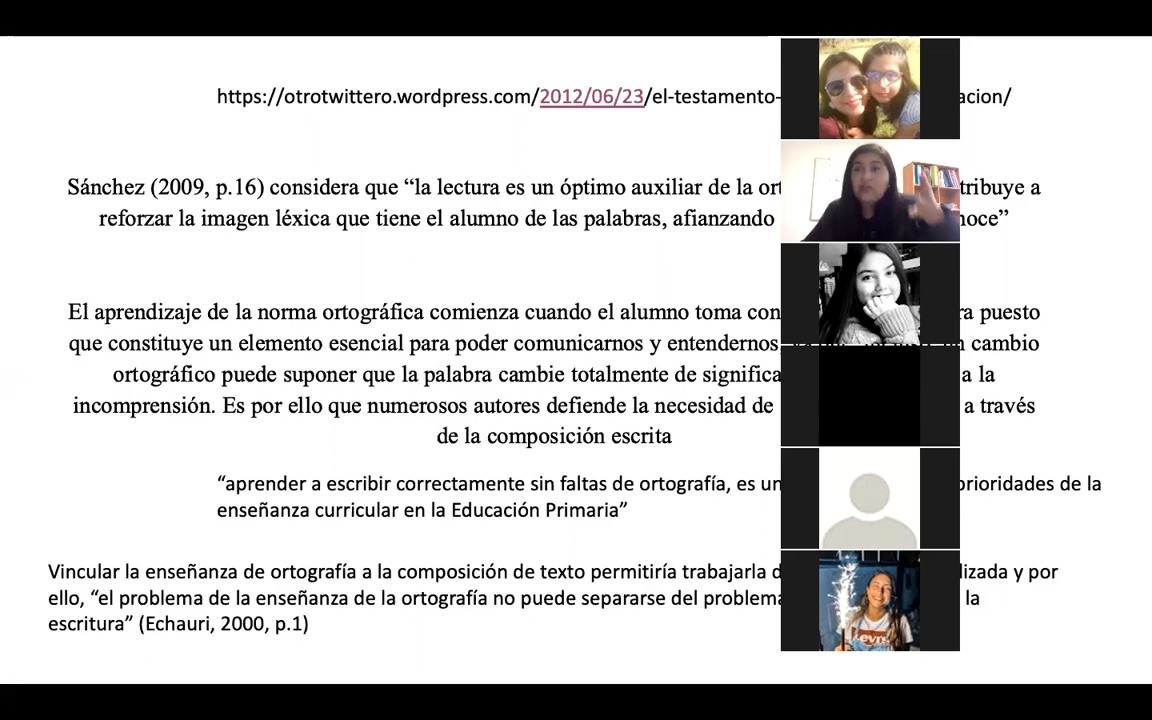 https://otrotwittero.wordpress.com/2012/06/23/el-testamento- acion/
Sánchez (2009, p.16) considera que “la lectura es un óptimo auxiliar de la ort tribuye a
reforzar la imagen léxica que tiene el alumno de las palabras, afianzando noce”
El aprendizaje de la norma ortográfica comienza cuando el alumno toma con ra puesto
que constituye un elemento esencial para poder comunicarnos y entendernos, un cambio
ortográfico puede suponer que la palabra cambie totalmente de significa a la
incomprensión. Es por ello que numerosos autores defiende la necesidad de a través
de la composición escrita
“aprender a escribir correctamente sin faltas de ortografía, es un prioridades de la
enseñanza curricular en la Educación Primaria”
Vincular la enseñanza de ortografía a la composición de texto permitiría trabajarla d lizada y por
ello, “el problema de la enseñanza de la ortografía no puede separarse del problema la
escritura” (Echauri, 2000, p.1)
Levi's